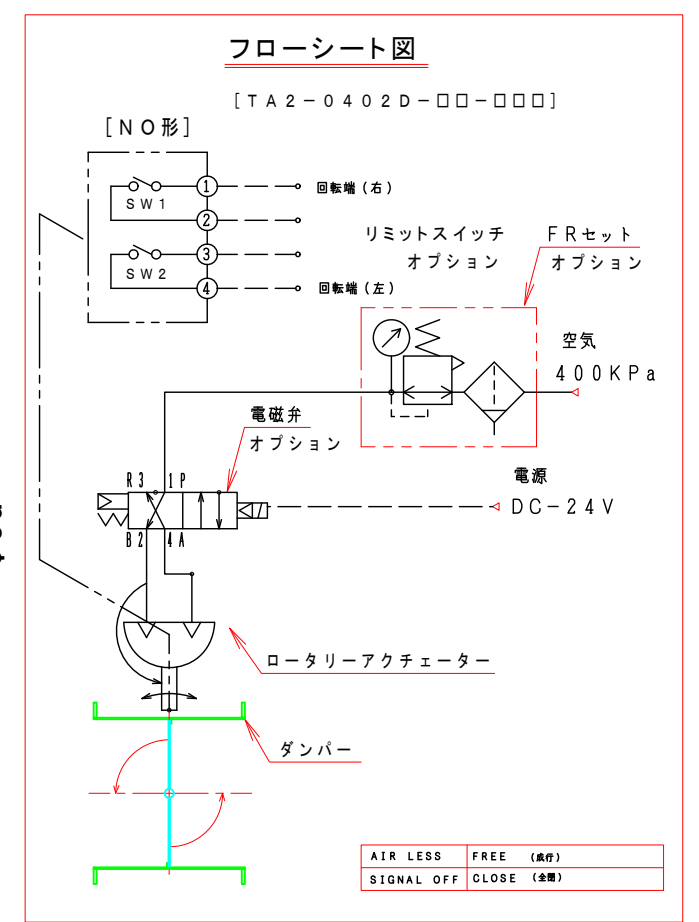 フローシート図
[TA2-0402D-□□-□□□]
[NO形]
SW1
SW2
1
2
3
4
回転端(右)
回転端(左)
リミットスイッチ
オプション
FRセット
オプション
空気
400KPa
電磁弁
オプション
電源
DC-24V
R3 1P
B2 4A
ロータリーアクチェーター
ダンパー
AIR LESS FREE (成行)
SIGNAL OFF CLOSE (全閉)